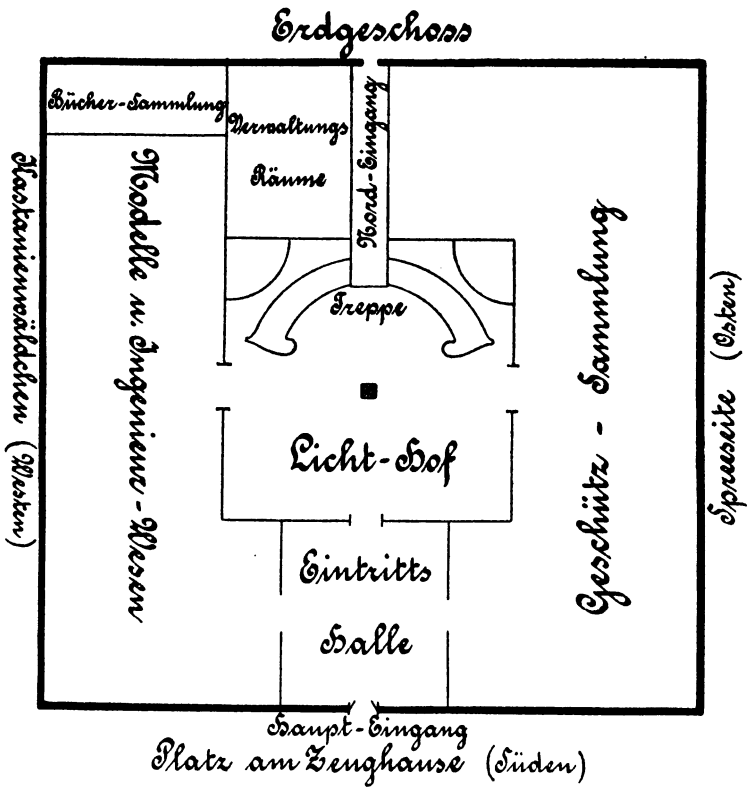 Erdgeschoss
Bücher-Sammlung
Verwaltungs
Räume
Nord-Eingang
Kastanienwäldchen (Westen)
Modelle u. Ingenieur-Wesen
Treppe
Geschütz-Sammlung
Spreeseite (Osten)
Licht-Hof
Eintritts
Halle
Haupt-Eingang
Platz am Zeughause (Süden)